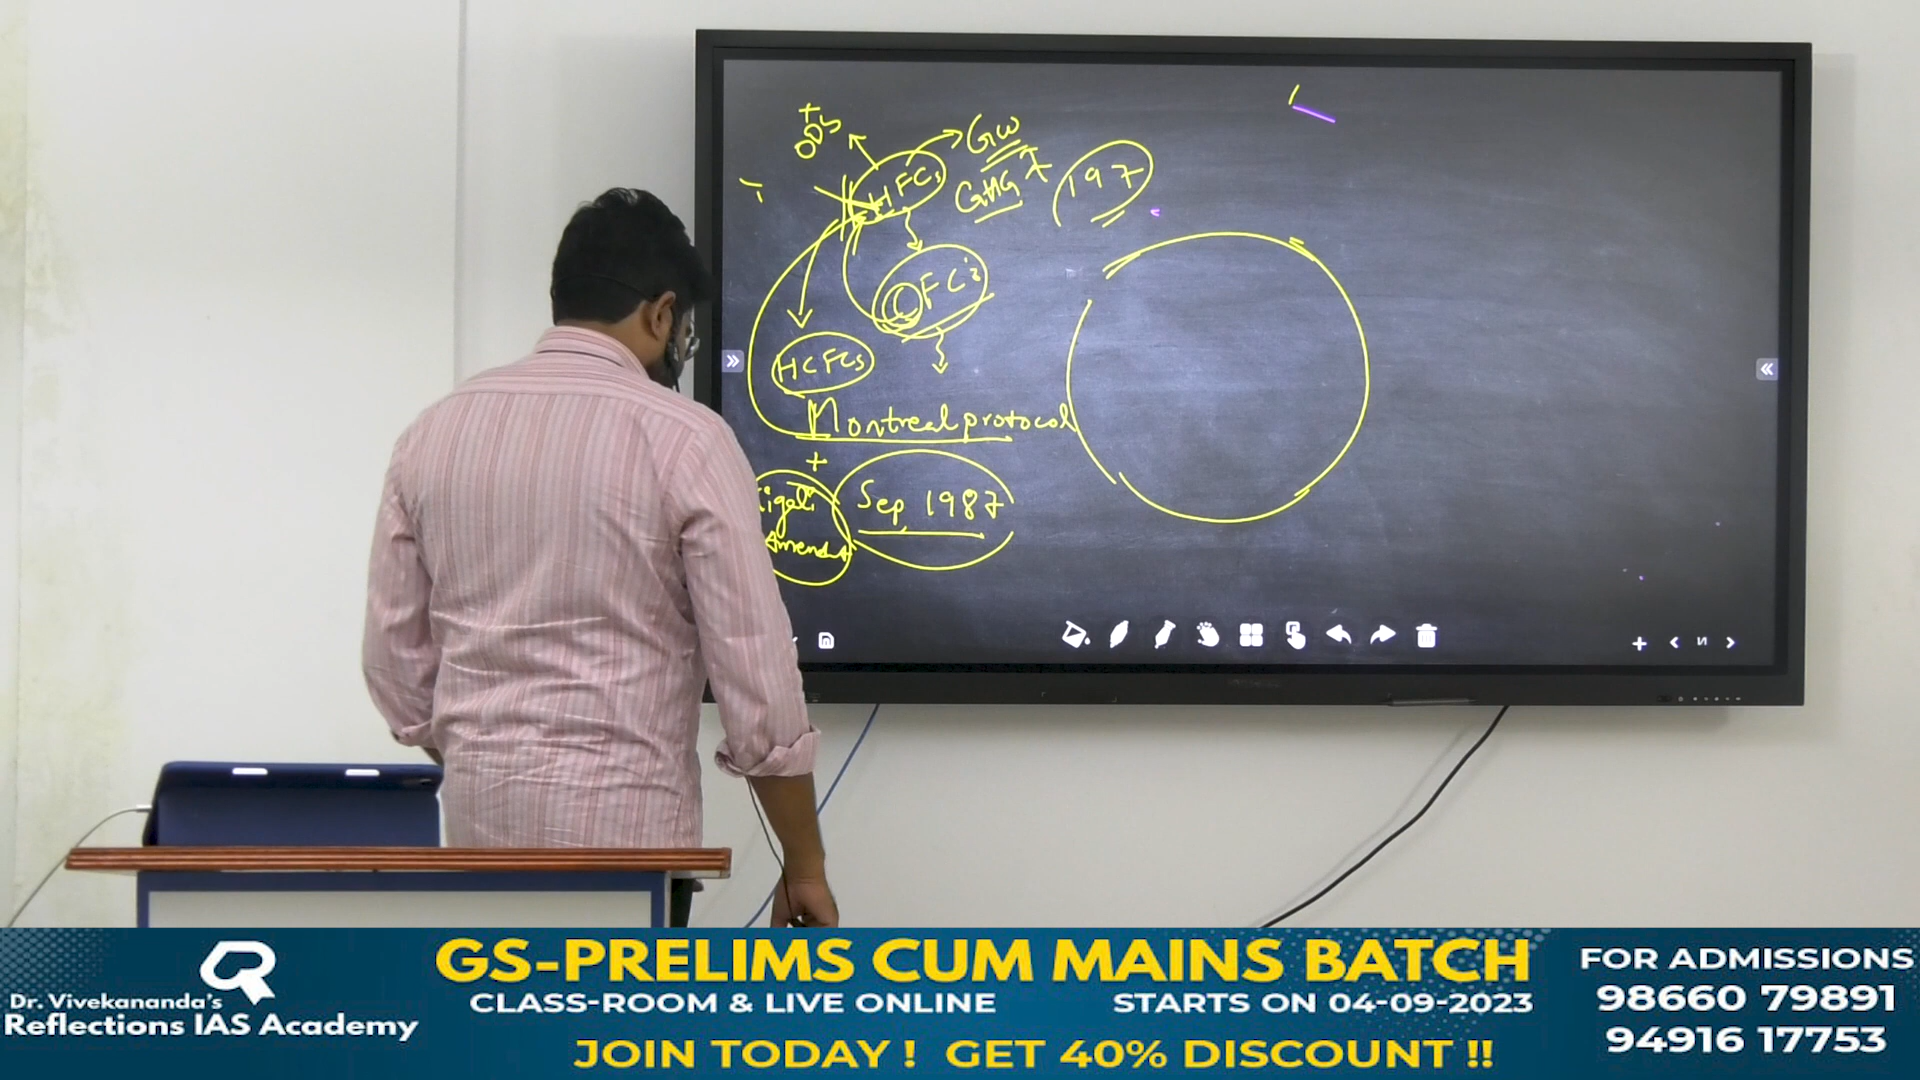 ODS
HFCs
GW
GHG
197
CFC's
HCFCs
Montreal protocol
+
Sep 1987
GS-PRELIMS CUM MAINS BATCH
CLASS-ROOM & LIVE ONLINE
STARTS ON 04-09-2023
JOIN TODAY ! GET 40% DISCOUNT !!
Dr. Vivekananda's
Reflections IAS Academy
FOR ADMISSIONS
98660 79891
94916 17753